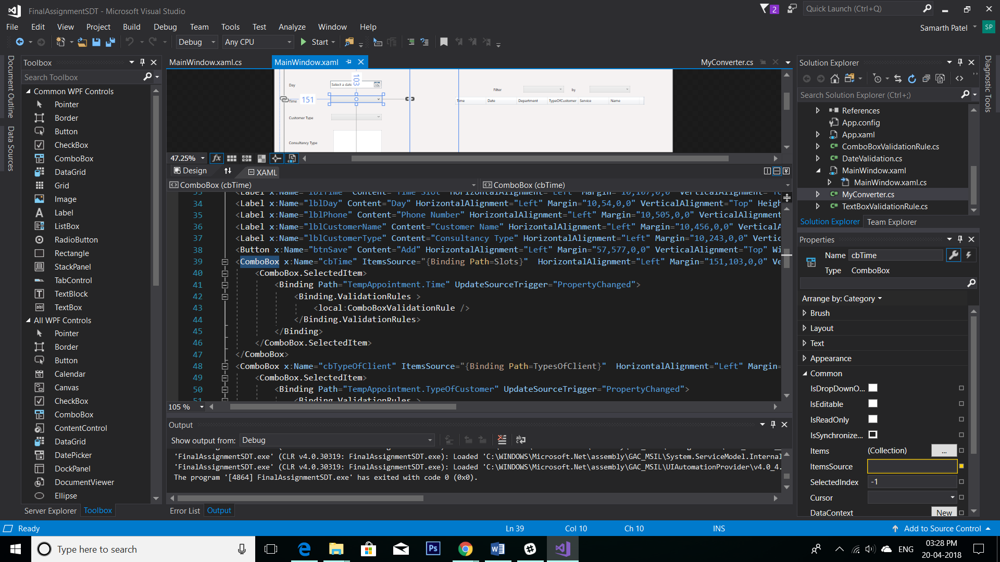 FinalAssignmentSDT - Microsoft Visual Studio
2
Quick Launch (Ctrl+Q)
File Edit View Project Build Debug Team Tools Test Analyze Window Help
Samarth Patel
SP
Debug
Any CPU
Start
Document Outline
Data Sources
Toolbox
Search Toolbox
Common WPF Controls
Pointer
Border
Button
CheckBox
ComboBox
DataGrid
Grid
Image
Label
ListBox
RadioButton
Rectangle
StackPanel
TabControl
TextBlock
TextBox
All WPF Controls
Pointer
Border
Button
Calendar
Canvas
CheckBox
ComboBox
ContentControl
DataGrid
DatePicker
DockPanel
DocumentViewer
Ellipse
Server Explorer
Toolbox
MainWindow.xaml.cs
MainWindow.xaml
MyConverter.cs
Day
Select a date
15
103
Time
151
Customer Type
Consultancy Type
Filter
by
Time Date Department TypeOfCustomer Service Name
47.25%
fx
Design
XAML
ComboBox (cbTime)
ComboBox (cbTime)
34 <Label x:Name="lblDay" Content="Day" HorizontalAlignment="Left" Margin="10,54,0,0" VerticalAlignment="Top" Heigh
35 <Label x:Name="lblPhone" Content="Phone Number" HorizontalAlignment="Left" Margin="10,505,0,0" VerticalAlignment
36 <Label x:Name="lblCustomerName" Content="Customer Name" HorizontalAlignment="Left" Margin="10,456,0,0" VerticalA
37 <Label x:Name="lblCustomerType" Content="Consultancy Type" HorizontalAlignment="Left" Margin="10,243,0,0" Vertic
38 <Button x:Name="btnSave" Content="Add" HorizontalAlignment="Left" Margin="57,577,0,0" VerticalAlignment="Top" Wi
39 <ComboBox x:Name="cbTime" ItemsSource="{Binding Path=Slots}" HorizontalAlignment="Left" Margin="151,103,0,0" Ve
40 <ComboBox.SelectedItem>
41 <Binding Path="TempAppointment.Time" UpdateSourceTrigger="PropertyChanged">
42 <Binding.ValidationRules >
43 <local:ComboBoxValidationRule />
44 </Binding.ValidationRules>
45 </Binding>
46 </ComboBox.SelectedItem>
47 </ComboBox>
48 <ComboBox x:Name="cbTypeOfClient" ItemsSource="{Binding Path=TypesOfClient}" HorizontalAlignment="Left" Margin=
49 <ComboBox.SelectedItem>
50 <Binding Path="TempAppointment.TypeOfCustomer" UpdateSourceTrigger="PropertyChanged">
51 <Binding.ValidationRules >
105 %
Output
Show output from: Debug
'FinalAssignmentSDT.exe' (CLR v4.0.30319: FinalAssignmentSDT.exe): Loaded 'C:\WINDOWS\Microsoft.Net\assembly\GAC_MSIL\System.ServiceModel.Internal
'FinalAssignmentSDT.exe' (CLR v4.0.30319: FinalAssignmentSDT.exe): Loaded 'C:\WINDOWS\Microsoft.Net\assembly\GAC_MSIL\UIAutomationProvider\v4.0_4.
The program '[4864] FinalAssignmentSDT.exe' has exited with code 0 (0x0).
Error List
Output
Solution Explorer
Search Solution Explorer (Ctrl+;)
References
App.config
App.xaml
C# ComboBoxValidationRule.cs
C# DateValidation.cs
MainWindow.xaml
MainWindow.xaml.cs
C# MyConverter.cs
C# TextBoxValidationRule.cs
Solution Explorer
Team Explorer
Properties
Name cbTime
Type ComboBox
Arrange by: Category
Brush
Layout
Text
Appearance
Common
IsDropDownO...
IsEditable
IsReadOnly
IsSynchronize...
Items (Collection) ...
ItemsSource
SelectedIndex -1
Cursor
DataContext New
Diagnostic Tools
Ready
Ln 39
Col 10
Ch 10
INS
Add to Source Control
Type here to search
Ps
ENG
03:28 PM
20-04-2018